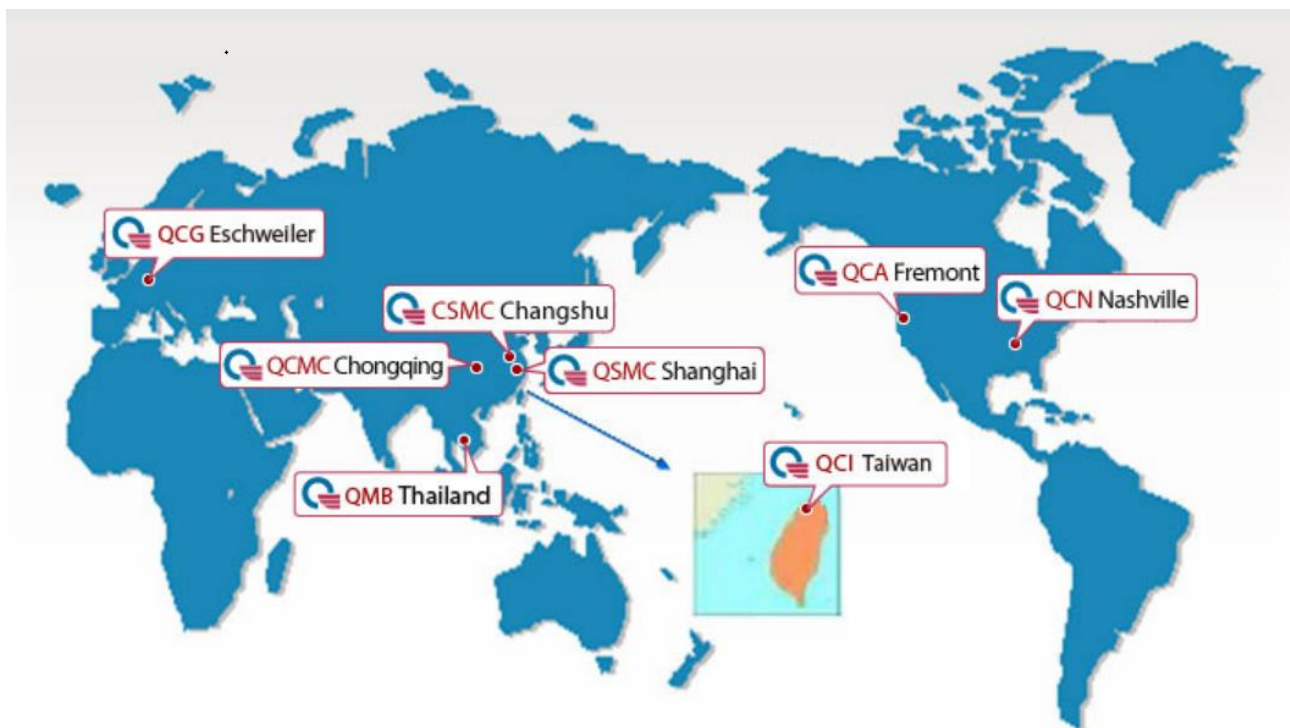 QCG Eschweiler
QCA Fremont
QCN Nashville
CSMC Changshu
QCMC Chongqing
QSMC Shanghai
QCI Taiwan
QMB Thailand